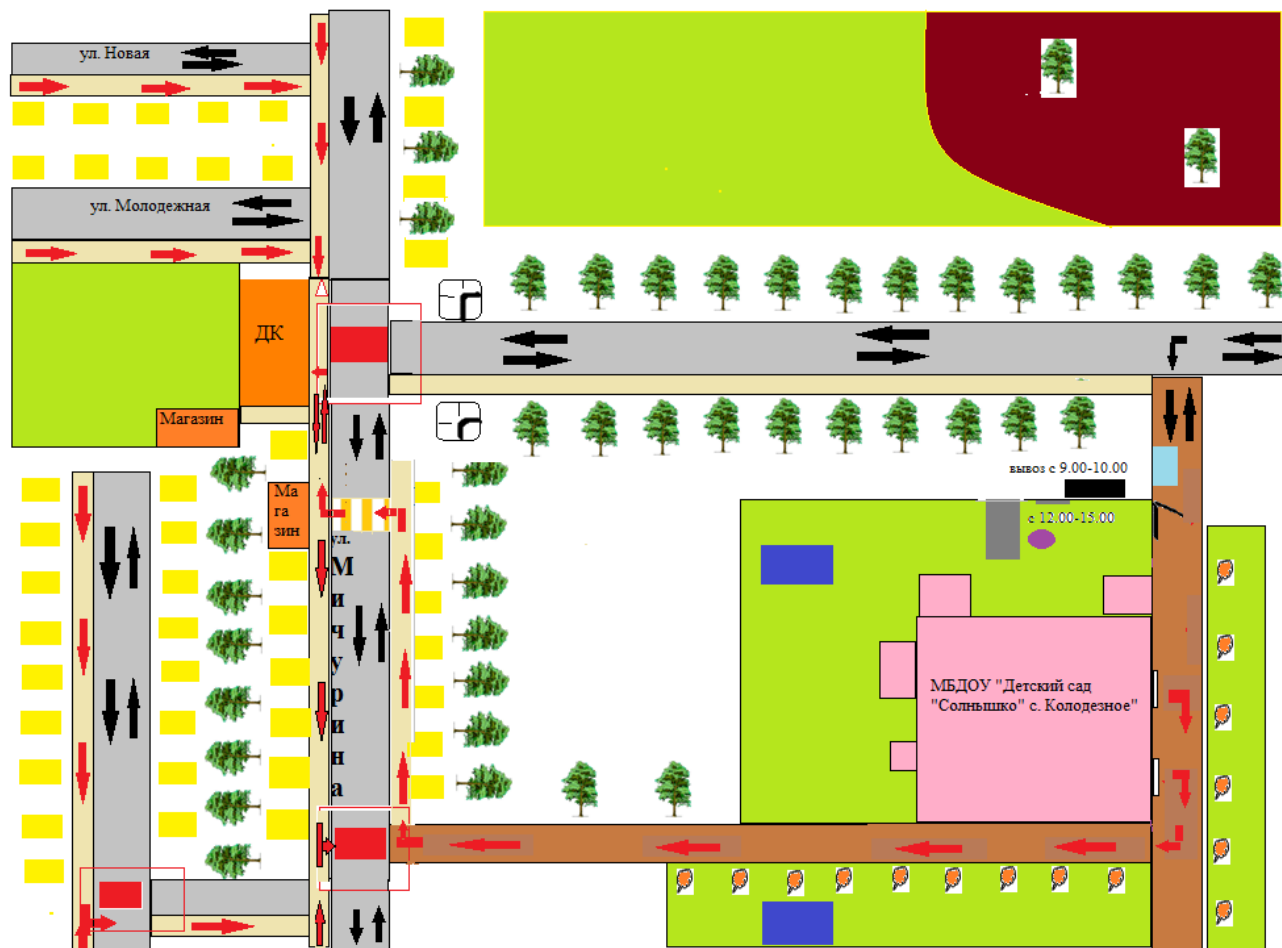 ул. Новая
ул. Молодежная
ДК
Магазин
Ма
га
зин
ул.
М
и
ч
у
р
и
н
а
вывоз с 9.00-10.00
с 12.00-15.00
МБДОУ "Детский сад
"Солнышко" с. Колодезное"